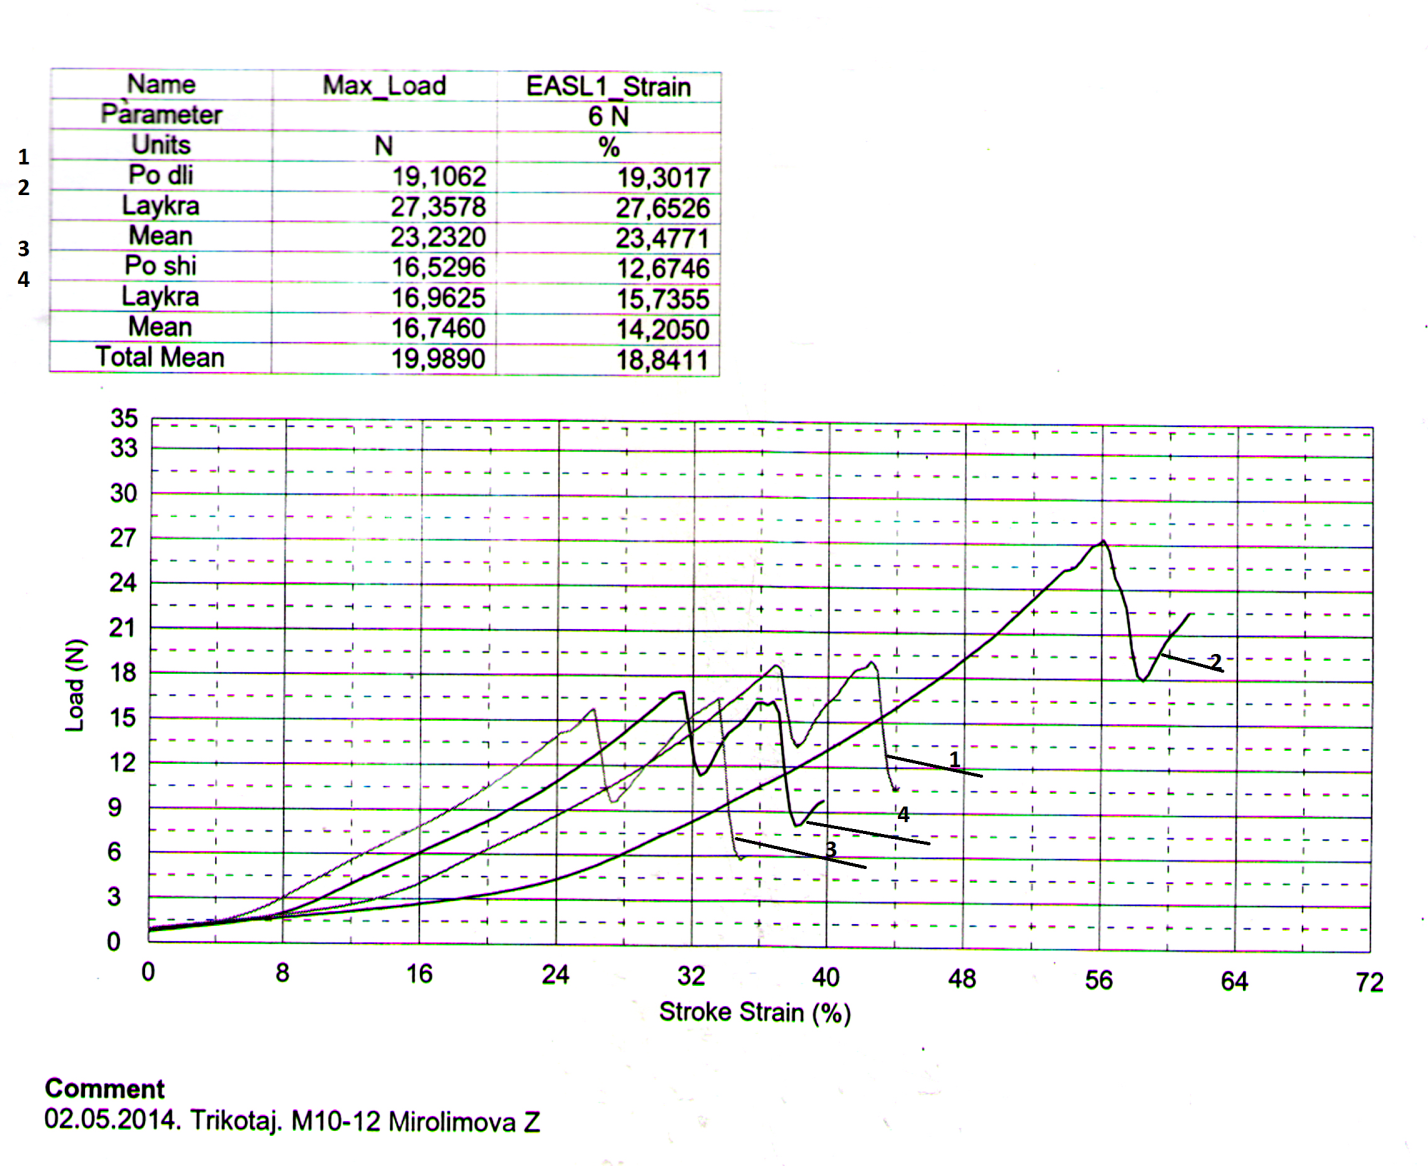 Name Max_Load EASL1_Strain
Parameter 6 N
Units N %
1 Po dli 19,1062 19,3017
2 Laykra 27,3578 27,6526
Mean 23,2320 23,4771
3 Po shi 16,5296 12,6746
4 Laykra 16,9625 15,7355
Mean 16,7460 14,2050
Total Mean 19,9890 18,8411
35
33
30
27
24
21
18
15
12
9
6
3
0
Load (N)
2
1
4
3
0 8 16 24 32 40 48 56 64 72
Stroke Strain (%)
Comment
02.05.2014. Trikotaj. M10-12 Mirolimova Z